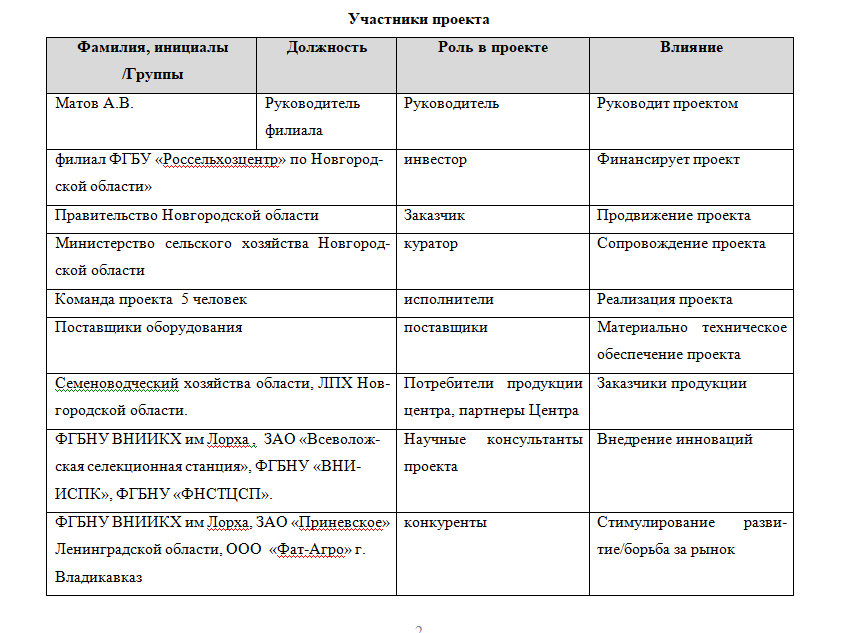 Участники проекта
Фамилия, инициалы /Группы | Должность | Роль в проекте | Влияние
Матов А.В. | Руководитель филиала | Руководитель | Руководит проектом
филиал ФГБУ «Россельхозцентр» по Новгород-
ской области» | инвестор | Финансирует проект
Правительство Новгородской области | Заказчик | Продвижение проекта
Министерство сельского хозяйства Новгород-
ской области | куратор | Сопровождение проекта
Команда проекта 5 человек | исполнители | Реализация проекта
Поставщики оборудования | поставщики | Материально техническое обеспечение проекта
Семеноводческий хозяйства области, ЛПХ Нов-
городской области. | Потребители продукции центра, партнеры Центра | Заказчики продукции
ФГБНУ ВНИИКХ им Лорха , ЗАО «Всеволож-
ская селекционная станция», ФГБНУ «ВНИ-
ИСПК», ФГБНУ «ФНСТЦСП». | Научные консультанты проекта | Внедрение инноваций
ФГБНУ ВНИИКХ им Лорха, ЗАО «Приневское»
Ленинградской области, ООО «Фат-Агро» г.
Владикавказ | конкуренты | Стимулирование разви-
тие/борьба за рынок
2